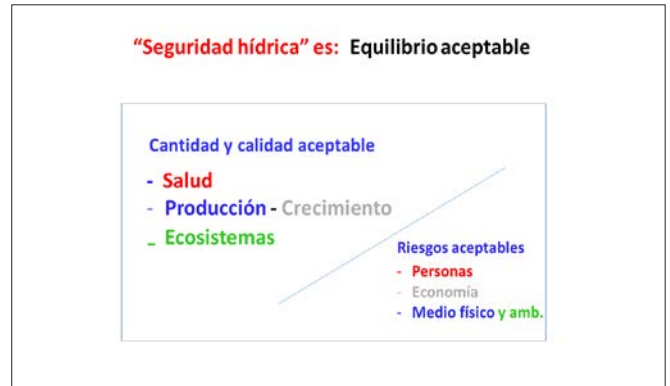 “Seguridad hídrica” es: Equilibrio aceptable
Cantidad y calidad aceptable
- Salud
- Producción - Crecimiento
- Ecosistemas
Riesgos aceptables
- Personas
- Economía
- Medio físico y amb.